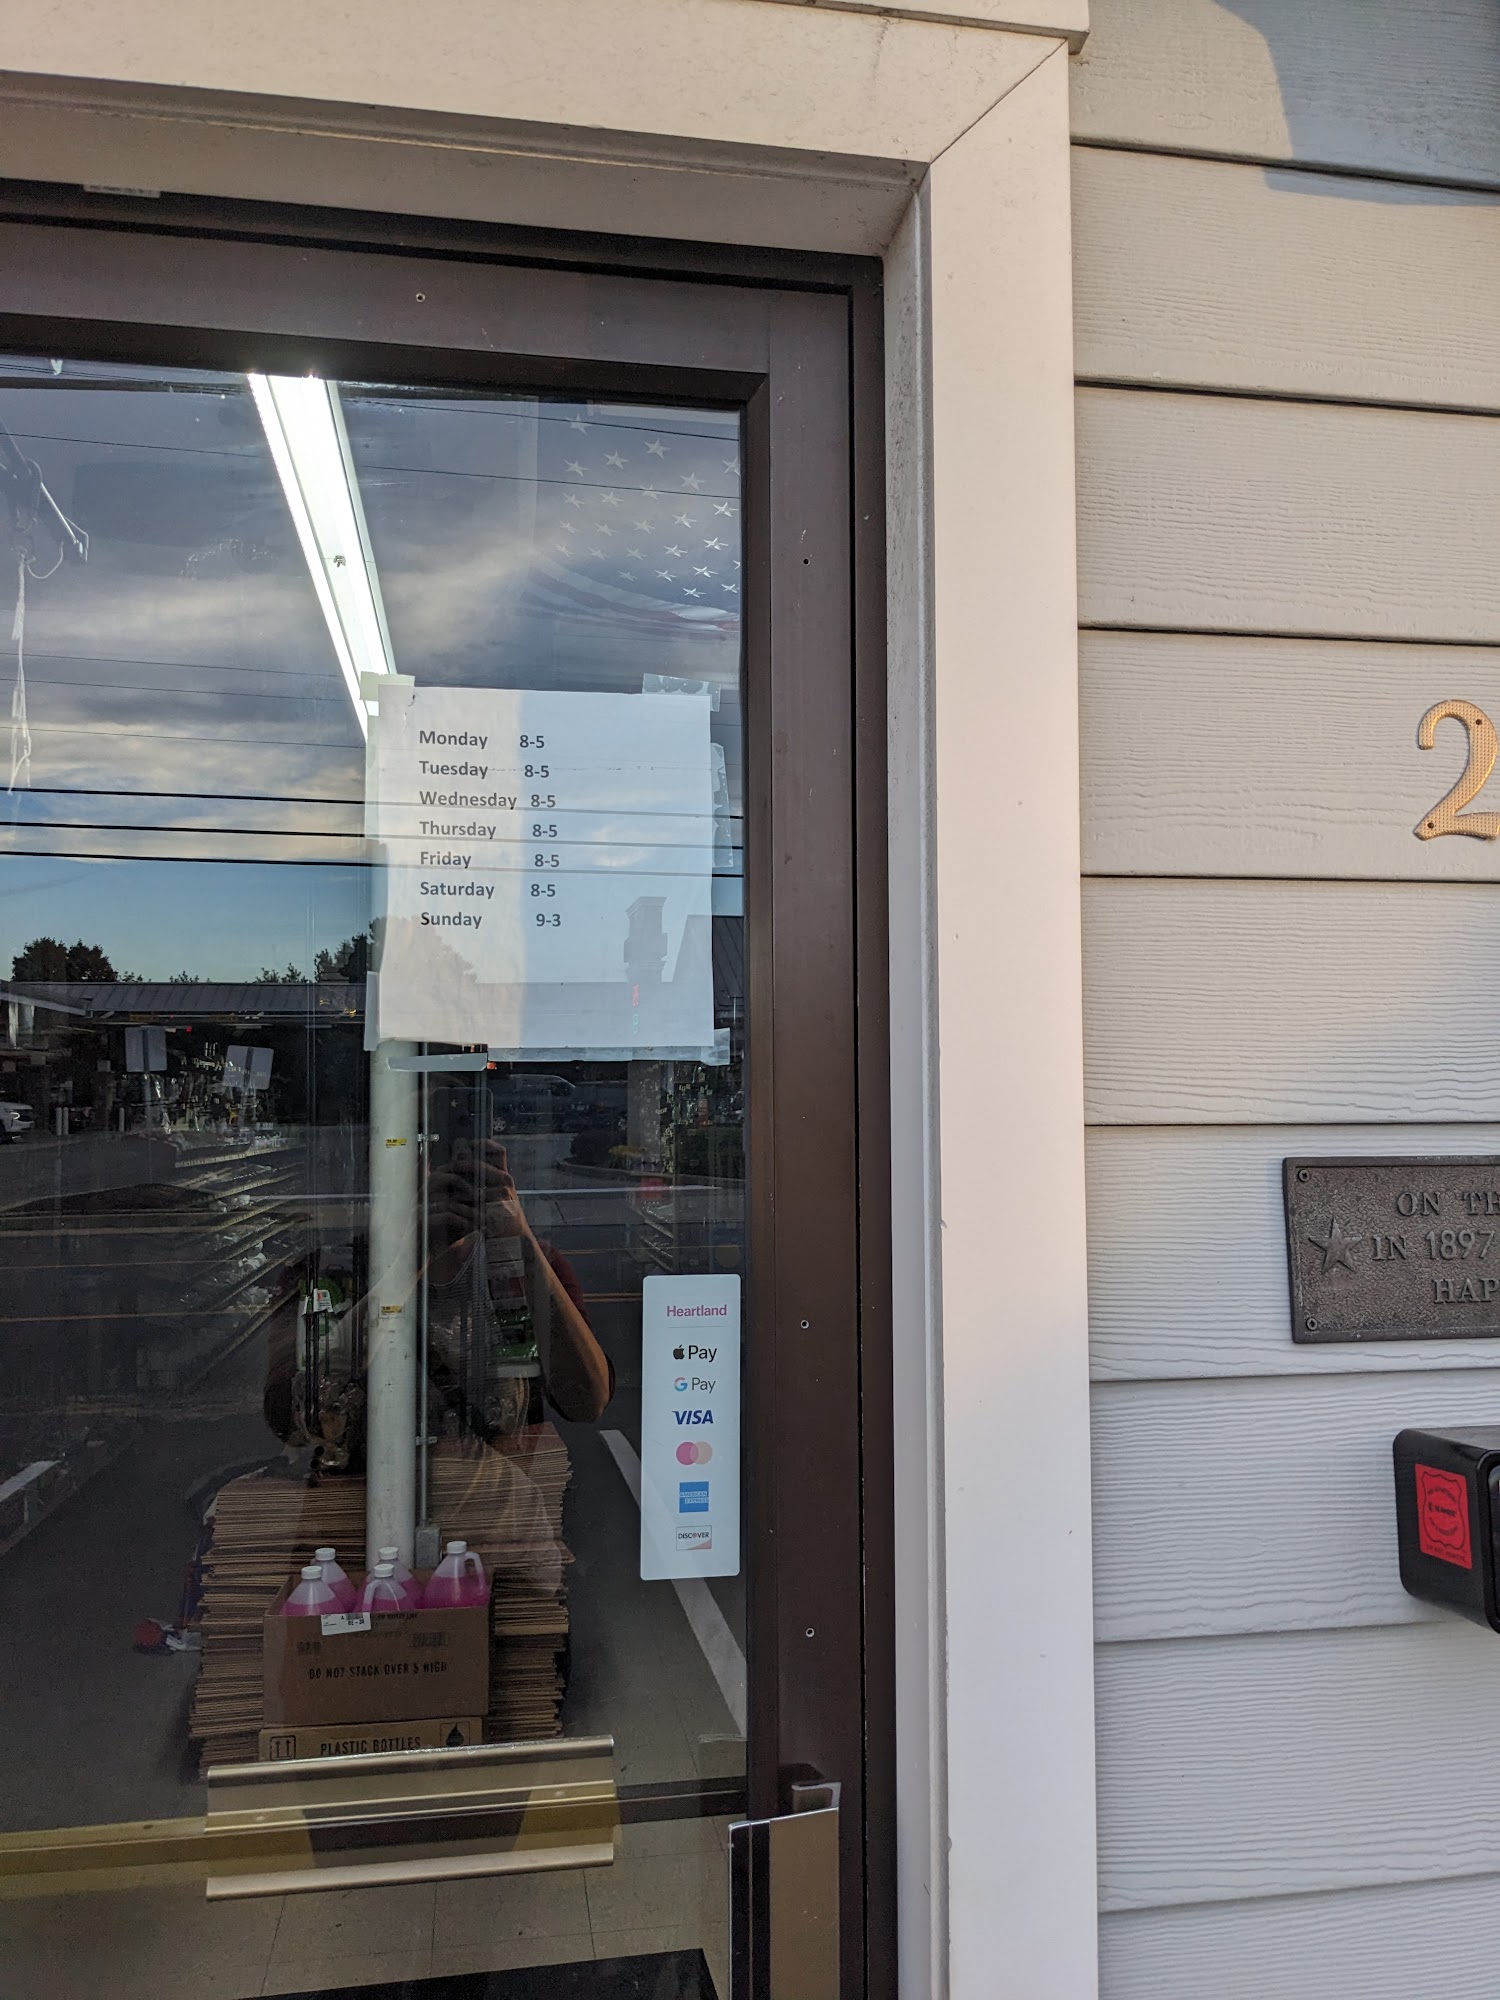 Monday 8-5
Tuesday 8-5
Wednesday 8-5
Thursday 8-5
Friday 8-5
Saturday 8-5
Sunday 9-3
2
ON TH
IN 1897
HAP
Heartland
Pay
G Pay
VISA
AMERICAN EXPRESS
DISCOVER
DO NOT STACK OVER 5 HIGH
PLASTIC BOTTLES